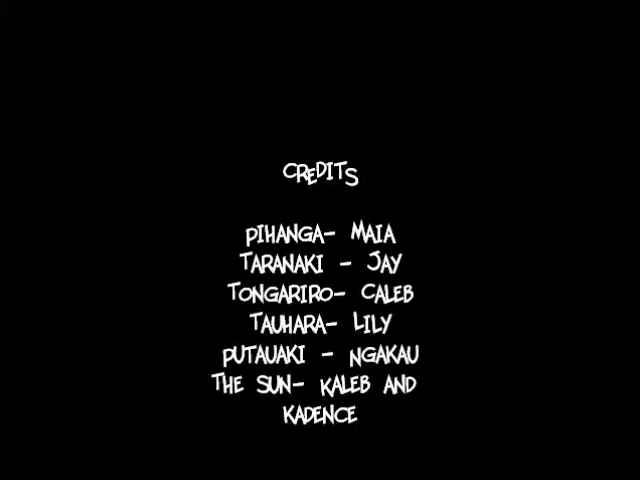 CREDITS
PIHANGA- MAIA
TARANAKI - JAY
TONGARIRO- CALEB
TAUHARA- LILY
PUTAUAKI - NGAKAU
THE SUN- KALEB AND
KADENCE